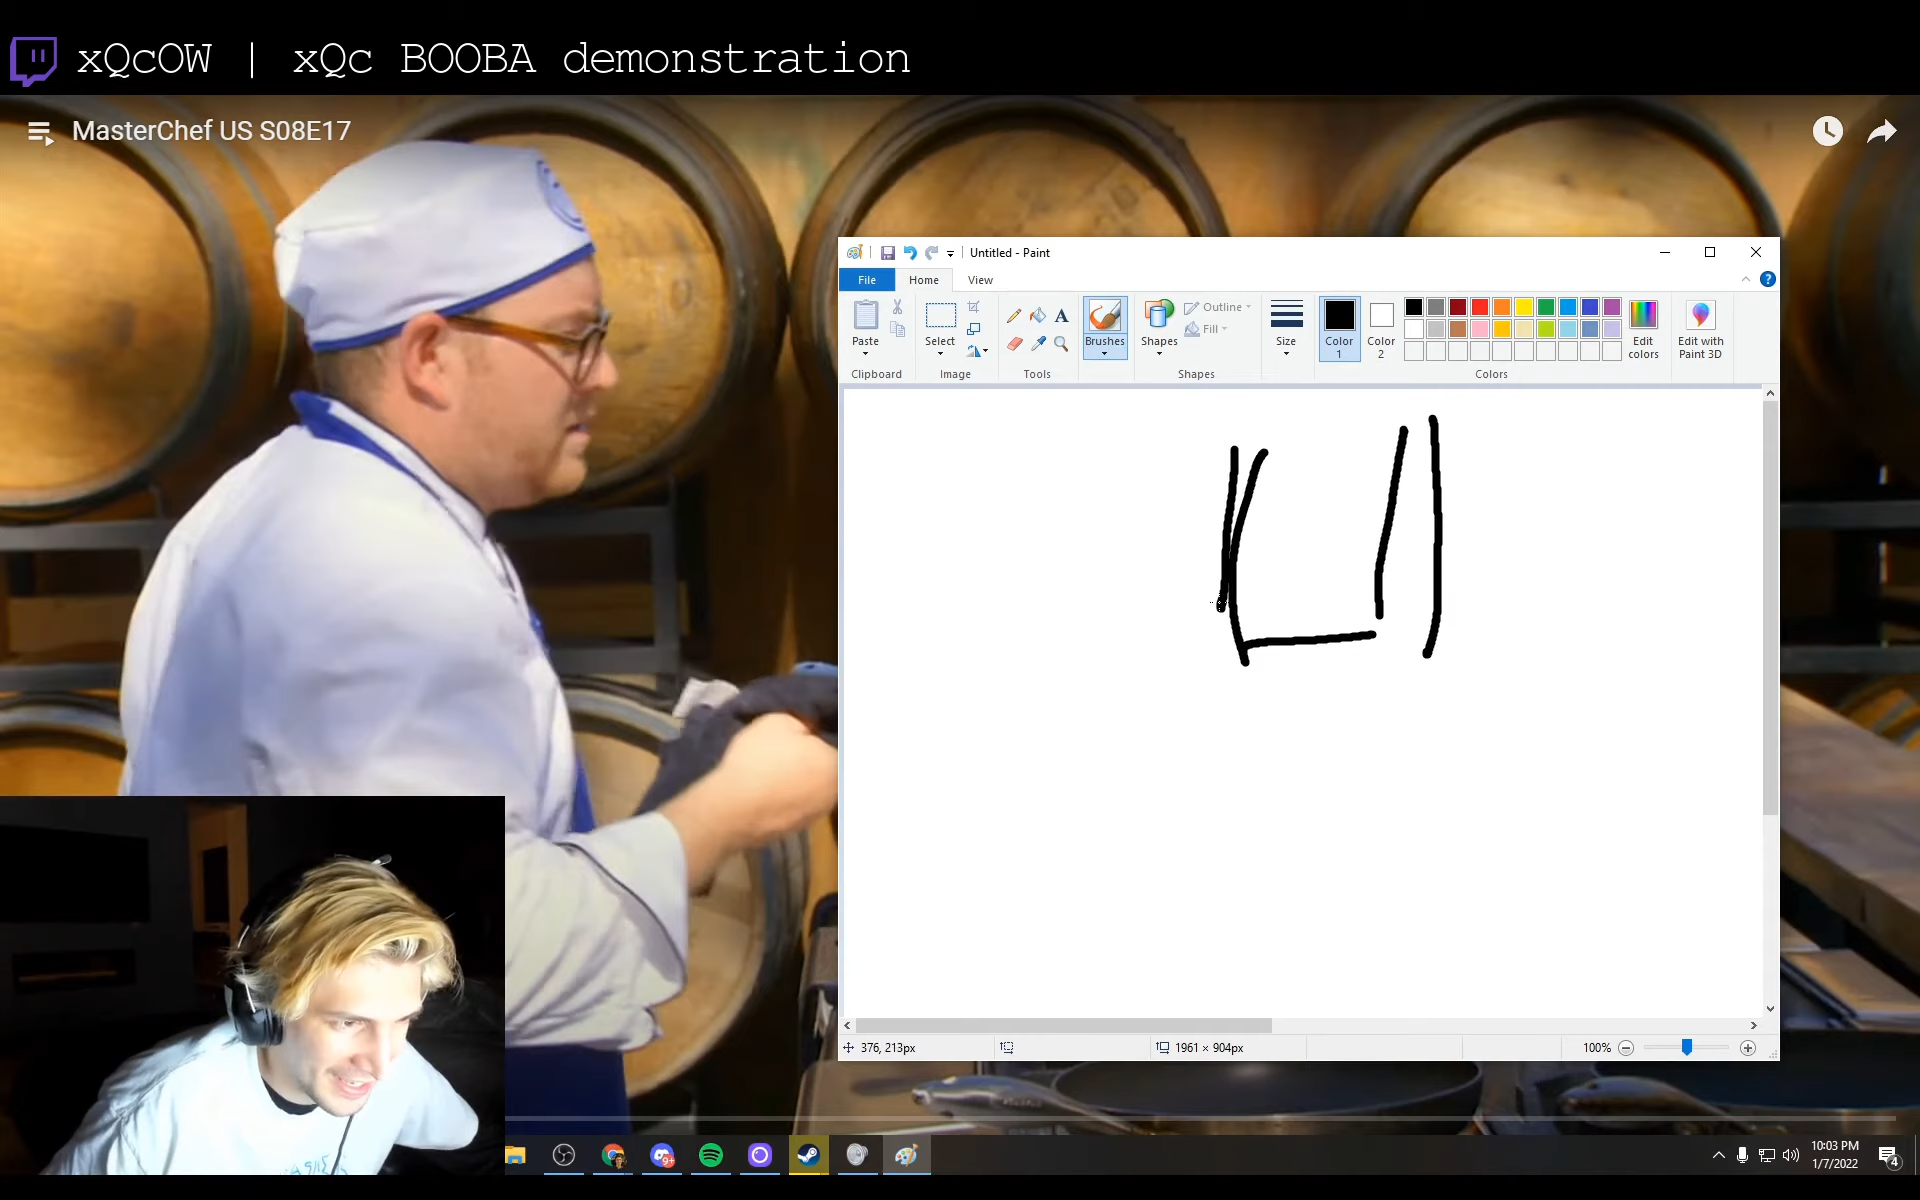 xQcOW | xQc BOOBA demonstration
MasterChef US S08E17
Untitled - Paint
File Home View
Paste
Select
Brushes
Shapes
Outline
Fill
Size
Color 1
Color 2
Edit colors
Edit with Paint 3D
Clipboard Image Tools Shapes Colors
376, 213px 1961 × 904px 100%
9+
10:03 PM
1/7/2022
4